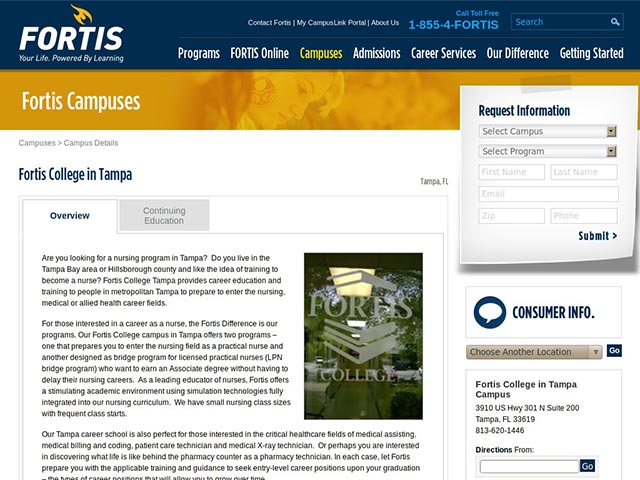 FORTIS
Your Life. Powered By Learning
Contact Fortis | My CampusLink Portal | About Us
Call Toll Free
1-855-4-FORTIS
Search
Programs FORTIS Online Campuses Admissions Career Services Our Difference Getting Started
Fortis Campuses
Campuses > Campus Details
Fortis College in Tampa
Tampa, FL
Overview
Continuing
Education
Are you looking for a nursing program in Tampa? Do you live in the
Tampa Bay area or Hillsborough county and like the idea of training to
become a nurse? Fortis College Tampa provides career education and
training to people in metropolitan Tampa to prepare to enter the nursing,
medical or allied health career fields.
For those interested in a career as a nurse, the Fortis Difference is our
programs. Our Fortis College campus in Tampa offers two programs –
one that prepares you to enter the nursing field as a practical nurse and
another designed as bridge program for licensed practical nurses (LPN
bridge program) who want to earn an Associate degree without having to
delay their nursing careers. As a leading educator of nurses, Fortis offers
a stimulating academic environment using simulation technologies fully
integrated into our nursing curriculum. We have small nursing class sizes
with frequent class starts.
FORTIS
COLLEGE
Our Tampa career school is also perfect for those interested in the critical healthcare fields of medical assisting,
medical billing and coding, patient care technician and medical X-ray technician. Or perhaps you are interested
in discovering what life is like behind the pharmacy counter as a pharmacy technician. In each case, let Fortis
prepare you with the applicable training and guidance to seek entry-level career positions upon your graduation
– the types of career positions that will allow you to grow over time.
Request Information
Select Campus
Select Program
First Name Last Name
Email
Zip Phone
Submit >
CONSUMER INFO.
Choose Another Location Go
Fortis College in Tampa
Campus
3910 US Hwy 301 N Suite 200
Tampa, FL 33619
813-620-1446
Directions From:
Go